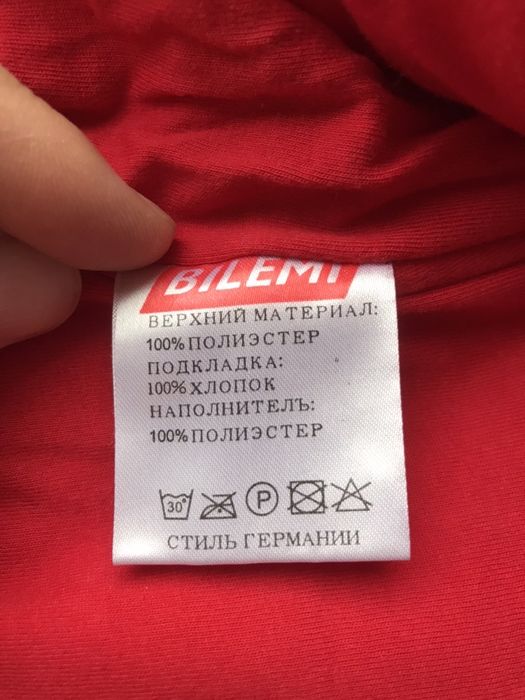 BILEMI
ВЕРХНИЙ МАТЕРИАЛ:
100% ПОЛИЭСТЕР
ПОДКЛАДКА:
100% ХЛОПОК
НАПОЛНИТЕЛЪ:
100% ПОЛИЭСТЕР
30° P
СТИЛЬ ГЕРМАНИИ